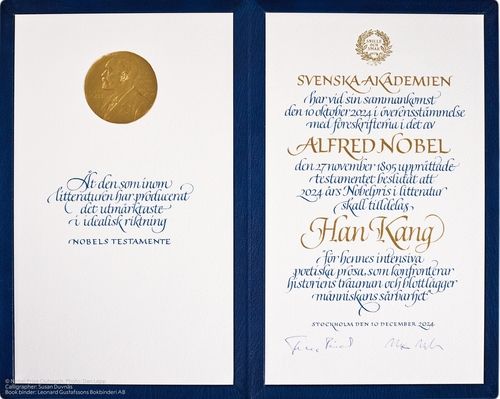 Åt den som inom
litteraturen har producerat
det utmärktaste
i idealisk riktning
NOBELS TESTAMENTE
SNILLE
OCH
SMAK
SVENSKA AKADEMIEN
har vid sin sammankomst
den 10 oktober 2024 i överensstämmelse
med föreskrifterna i det av
ALFRED NOBEL
den 27 november 1895 upprättade
testamentet beslutat att
2024 års Nobelpris i litteratur
skall tilldelas
Han Kang
"för hennes intensiva
poetiska prosa, som konfronterar
historiens trauman och blottlägger
människans sårbarhet"
STOCKHOLM DEN 10 DECEMBER 2024
Calligrapher: Susan Duvnäs
Book binder: Leonard Gustafssons Bokbinderi AB